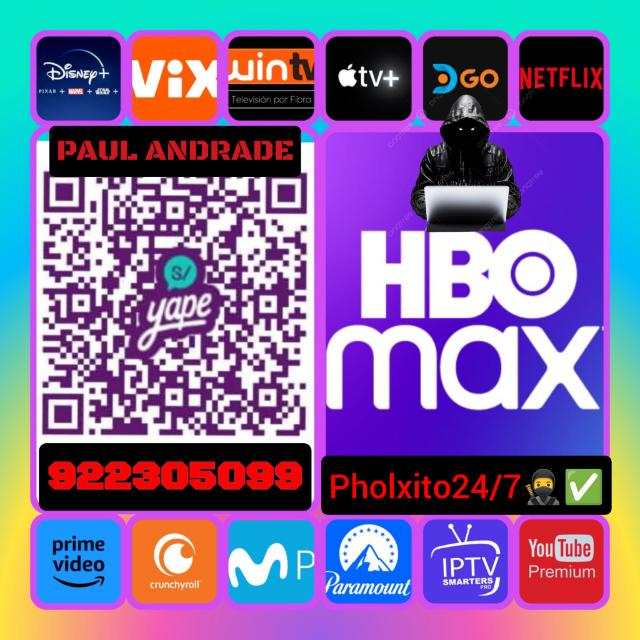 Disney+
PIXAR + MARVEL + STAR WARS +
ViX
wintv
Televisión por Fibra
tv+
DGO
NETFLIX
PAUL ANDRADE
S/
yape
922305099
HBO
max
Pholxito24/7🥷✅
prime
video
crunchyroll
P
Paramount
IPTV
SMARTERS
PRO
YouTube
Premium